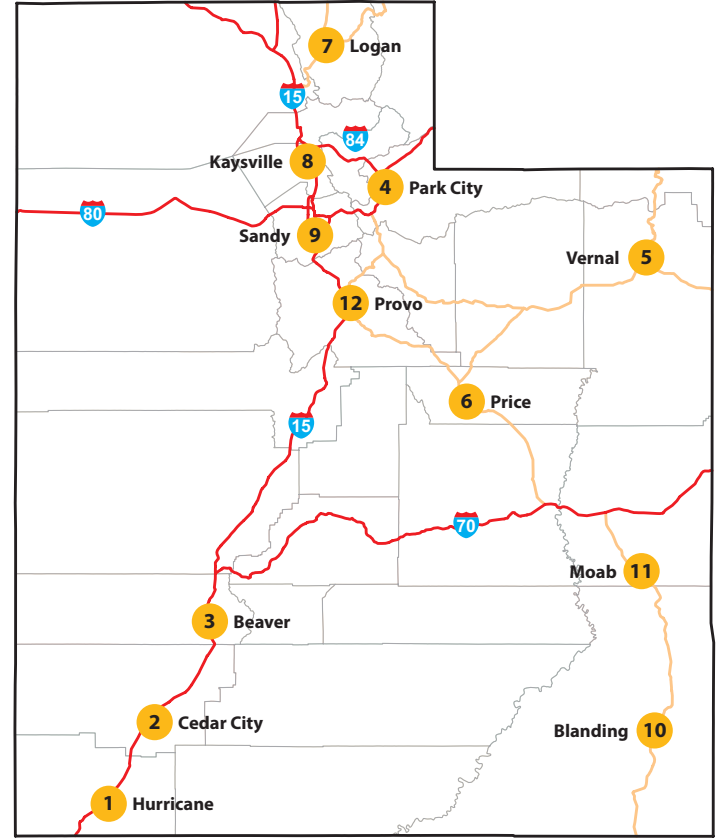 7 Logan
15
84
Kaysville 8
4 Park City
80
Sandy 9
Vernal 5
12 Provo
6 Price
15
70
Moab 11
3 Beaver
2 Cedar City
Blanding 10
1 Hurricane